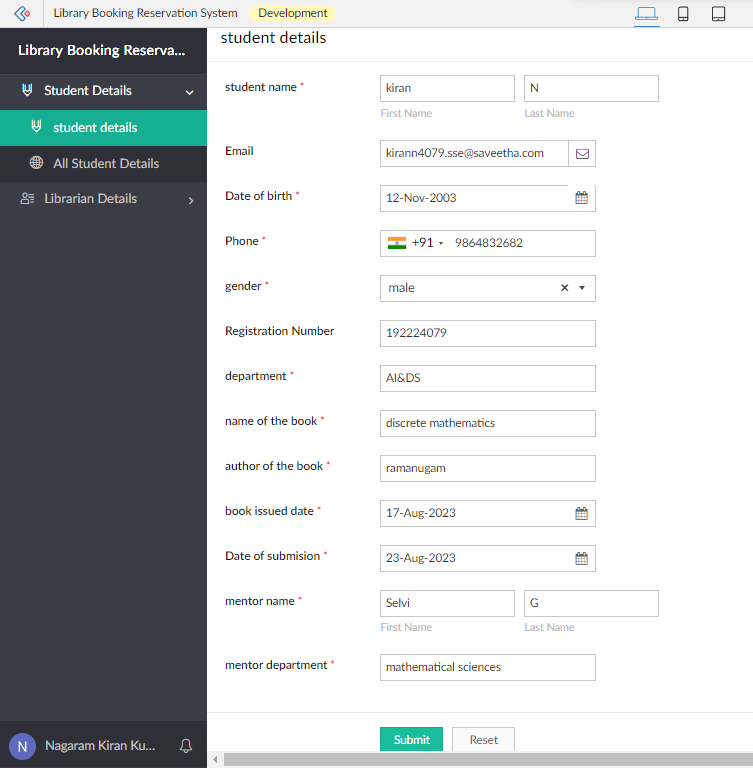 Library Booking Reservation System Development
Library Booking Reserva...
Student Details
student details
All Student Details
Librarian Details
Nagaram Kiran Ku...
N
student details
student name * kiran N
First Name Last Name
Email kirann4079.sse@saveetha.com
Date of birth * 12-Nov-2003
Phone * +91 9864832682
gender * male
Registration Number 192224079
department * AI&DS
name of the book * discrete mathematics
author of the book * ramanugam
book issued date * 17-Aug-2023
Date of submision * 23-Aug-2023
mentor name * Selvi G
First Name Last Name
mentor department * mathematical sciences
Submit Reset